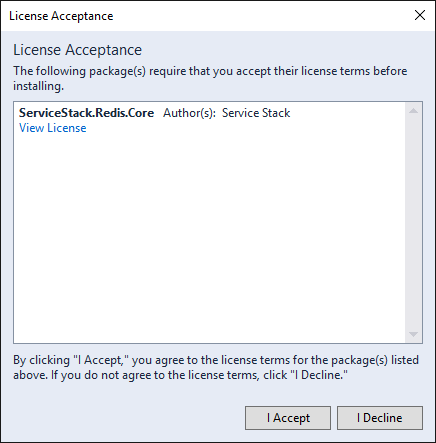 License Acceptance
License Acceptance
The following package(s) require that you accept their license terms before
installing.
ServiceStack.Redis.Core Author(s): Service Stack
View License
By clicking "I Accept," you agree to the license terms for the package(s) listed
above. If you do not agree to the license terms, click "I Decline."
I Accept I Decline